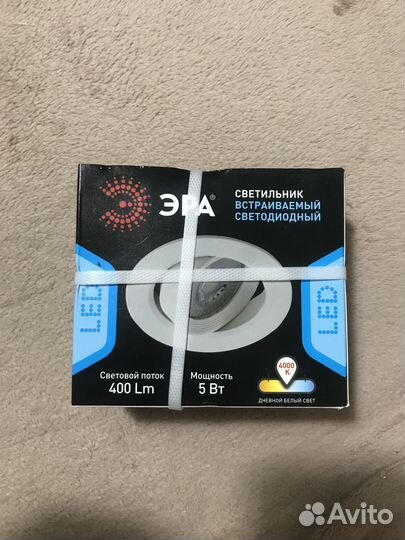 ЭРА®
СВЕТИЛЬНИК
ВСТРАИВАЕМЫЙ
СВЕТОДИОДНЫЙ
LED
LED
Световой поток
400 Lm
Мощность
5 Вт
4000
K
ДНЕВНОЙ БЕЛЫЙ СВЕТ
Avito